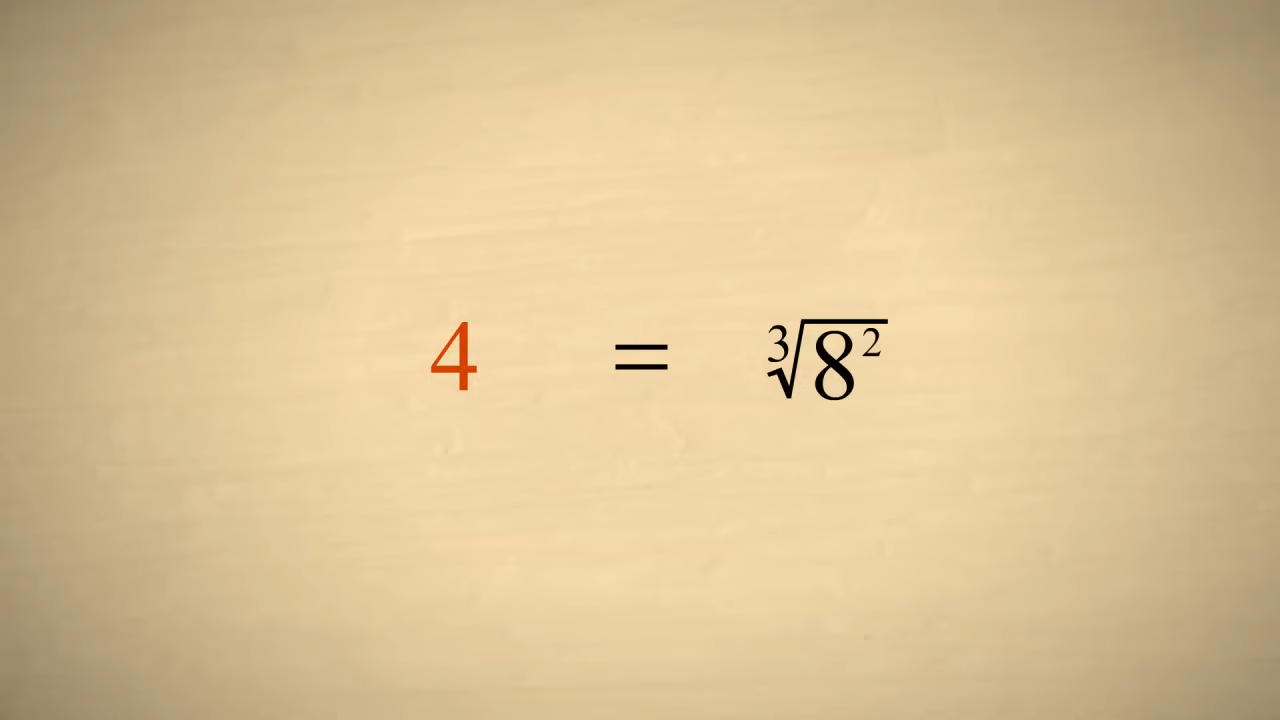 4 = ∛8²